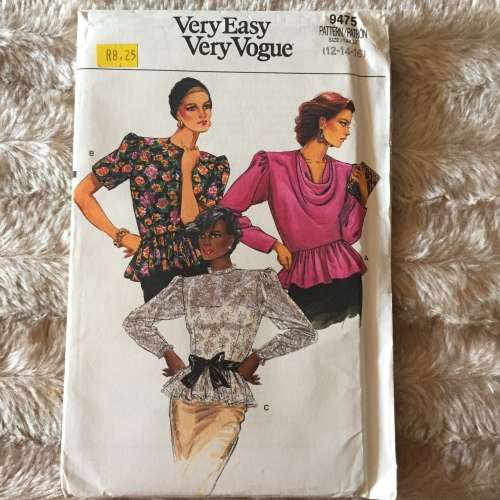 Very Easy
Very Vogue
R8.25
9475
PATTERN/PATRON
(12-14-16)
B
A
C